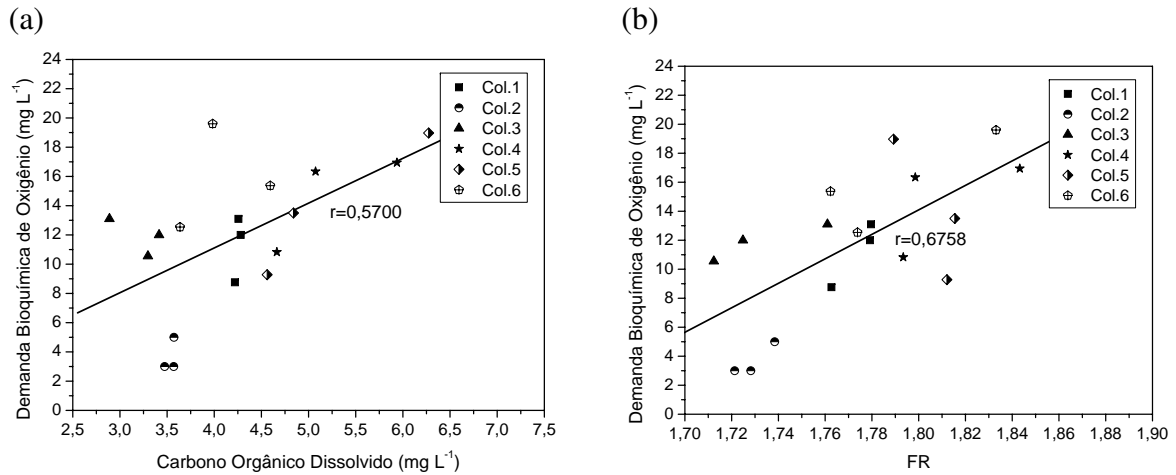 (a)
Demanda Bioquímica de Oxigênio (mg L⁻¹)
24
22
20
18
16
14
12
10
8
6
4
2
0
Col.1
Col.2
Col.3
Col.4
Col.5
Col.6
r=0,5700
2,5 3,0 3,5 4,0 4,5 5,0 5,5 6,0 6,5 7,0 7,5
Carbono Orgânico Dissolvido (mg L⁻¹)
(b)
Demanda Bioquímica de Oxigênio (mg L⁻¹)
24
22
20
18
16
14
12
10
8
6
4
2
0
Col.1
Col.2
Col.3
Col.4
Col.5
Col.6
r=0,6758
1,70 1,72 1,74 1,76 1,78 1,80 1,82 1,84 1,86 1,88 1,90
FR